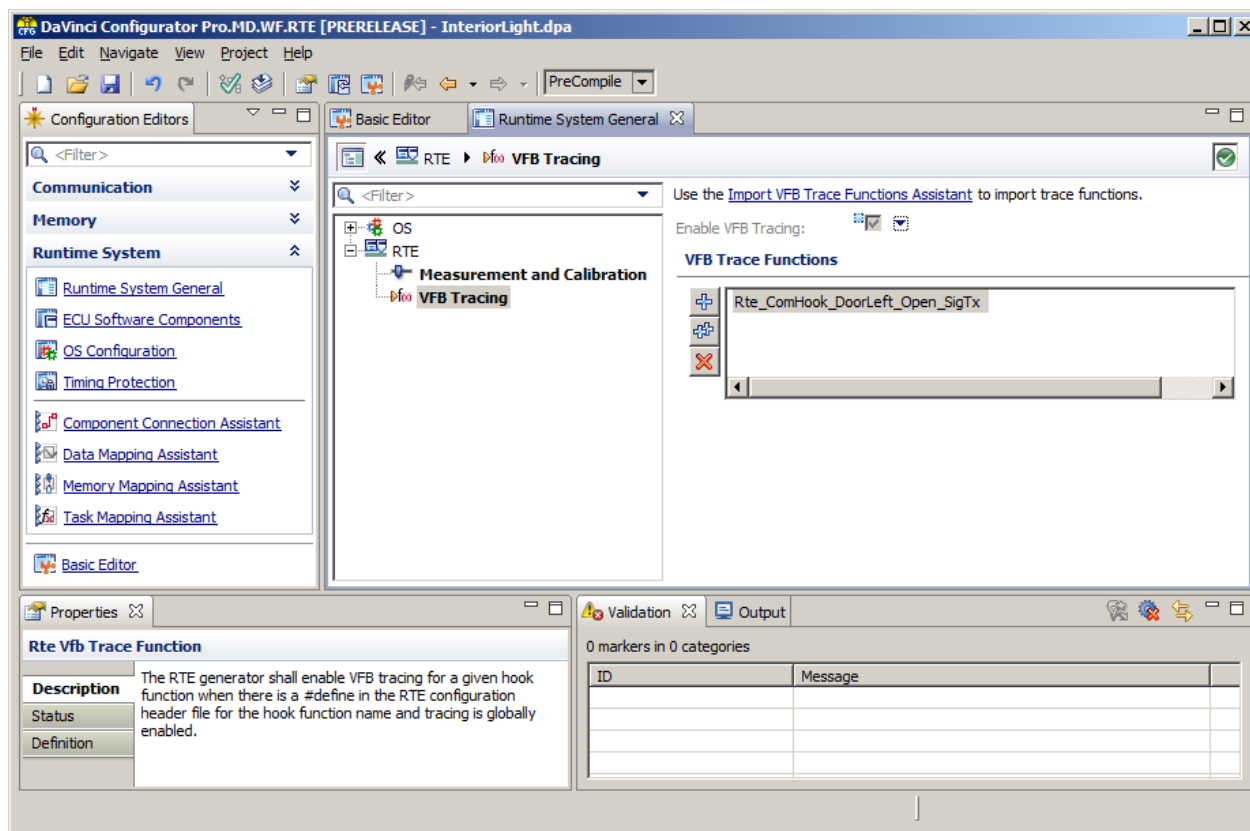 DaVinci Configurator Pro.MD.WF.RTE [PRERELEASE] - InteriorLight.dpa
File Edit Navigate View Project Help
PreCompile
Configuration Editors
<Filter>
Communication
Memory
Runtime System
Runtime System General
ECU Software Components
OS Configuration
Timing Protection
Component Connection Assistant
Data Mapping Assistant
Memory Mapping Assistant
Task Mapping Assistant
Basic Editor
Basic Editor Runtime System General
RTE VFB Tracing
<Filter>
OS
RTE
Measurement and Calibration
VFB Tracing
Use the Import VFB Trace Functions Assistant to import trace functions.
Enable VFB Tracing:
VFB Trace Functions
Rte_ComHook_DoorLeft_Open_SigTx
Properties
Rte Vfb Trace Function
Description
Status
Definition
The RTE generator shall enable VFB tracing for a given hook
function when there is a #define in the RTE configuration
header file for the hook function name and tracing is globally
enabled.
Validation Output
0 markers in 0 categories
ID Message